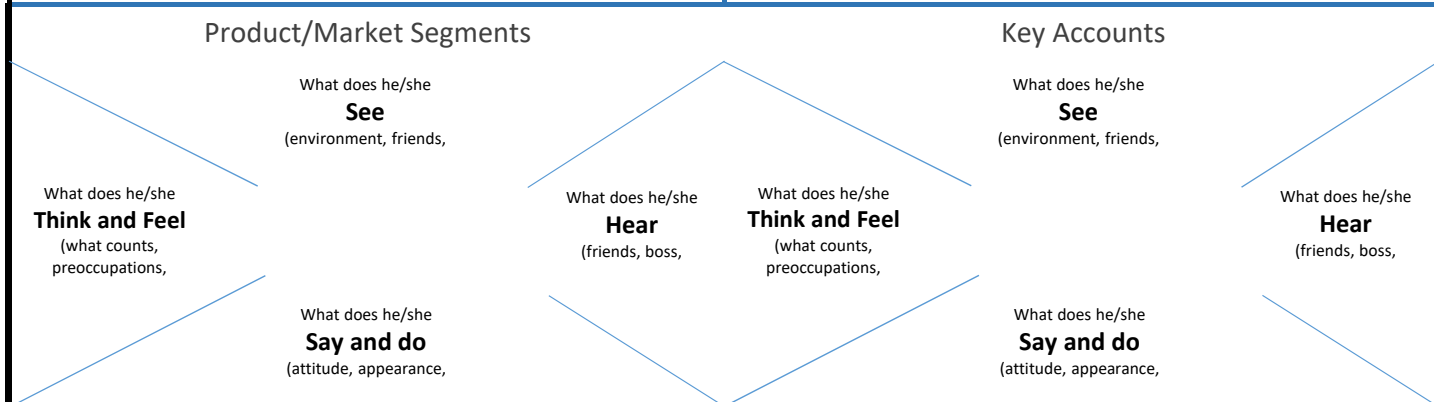 Product/Market Segments
What does he/she
See
(environment, friends,
What does he/she
Think and Feel
(what counts,
preoccupations,
What does he/she
Hear
(friends, boss,
What does he/she
Say and do
(attitude, appearance,
Key Accounts
What does he/she
See
(environment, friends,
What does he/she
Think and Feel
(what counts,
preoccupations,
What does he/she
Hear
(friends, boss,
What does he/she
Say and do
(attitude, appearance,